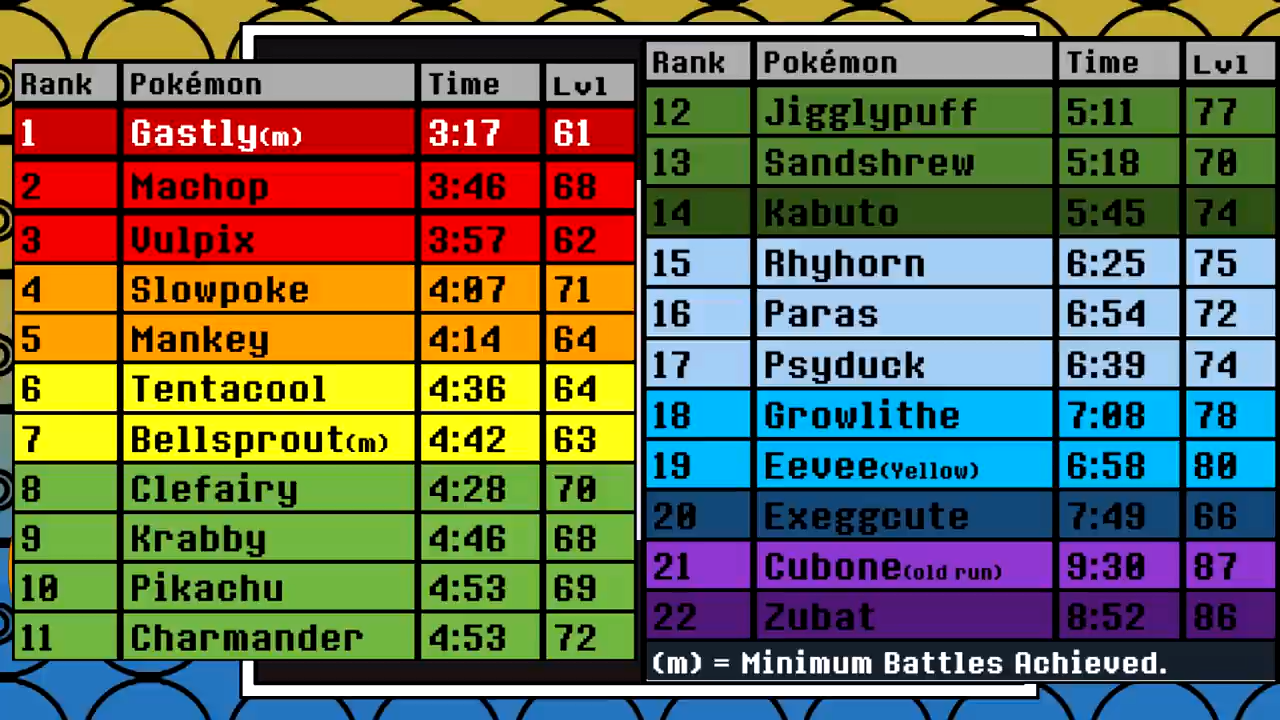 Rank Pokémon Time Lvl
1 Gastly(m) 3:17 61
2 Machop 3:46 68
3 Vulpix 3:57 62
4 Slowpoke 4:07 71
5 Mankey 4:14 64
6 Tentacool 4:36 64
7 Bellsprout(m) 4:42 63
8 Clefairy 4:28 70
9 Krabby 4:46 68
10 Pikachu 4:53 69
11 Charmander 4:53 72
Rank Pokémon Time Lvl
12 Jigglypuff 5:11 77
13 Sandshrew 5:18 70
14 Kabuto 5:45 74
15 Rhyhorn 6:25 75
16 Paras 6:54 72
17 Psyduck 6:39 74
18 Growlithe 7:08 78
19 Eevee(Yellow) 6:58 80
20 Exeggcute 7:49 66
21 Cubone(old run) 9:30 87
22 Zubat 8:52 86
(m) = Minimum Battles Achieved.